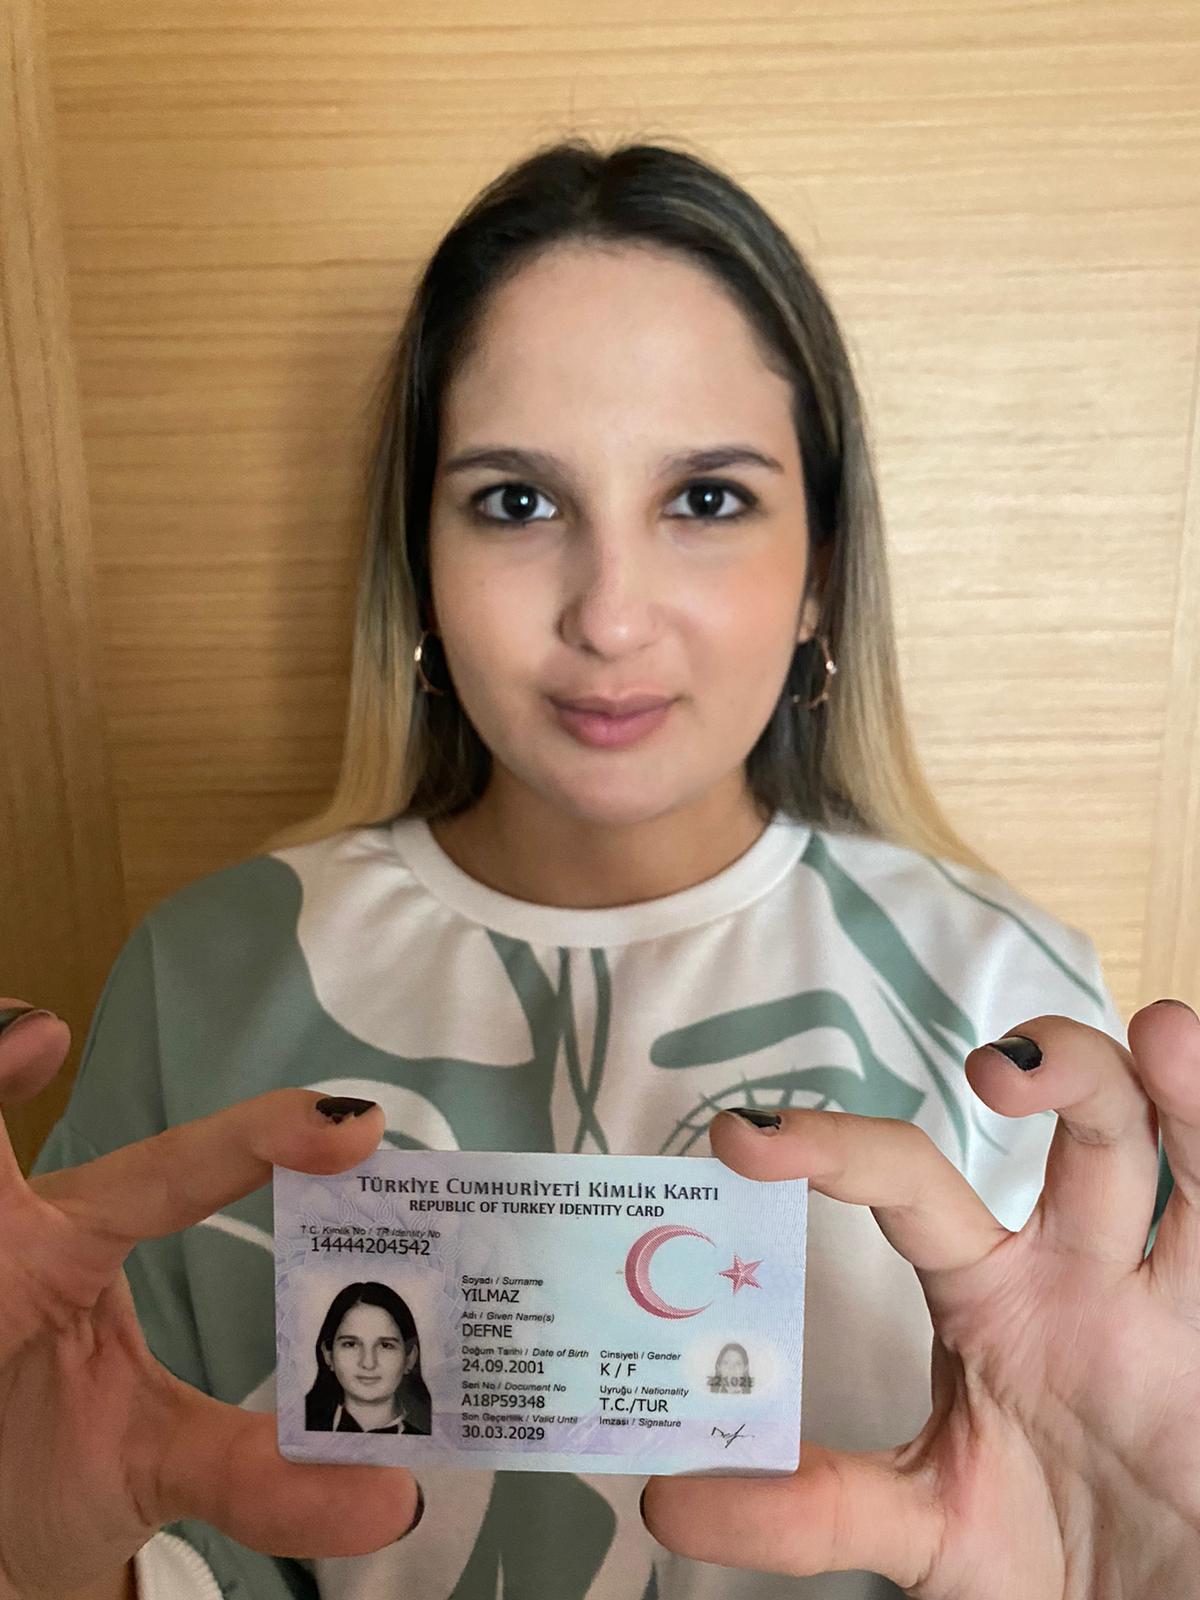 TÜRKİYE CUMHURİYETİ KİMLİK KARTI
REPUBLIC OF TURKEY IDENTITY CARD
T.C. Kimlik No / TR Identity No
14444204542
Soyadı / Surname
YILMAZ
Adı / Given Name(s)
DEFNE
Doğum Tarihi / Date of Birth Cinsiyeti / Gender
24.09.2001 K / F
Seri No / Document No Uyruğu / Nationality
A18P59348 T.C./TUR
Son Geçerlilik / Valid Until İmzası / Signature
30.03.2029